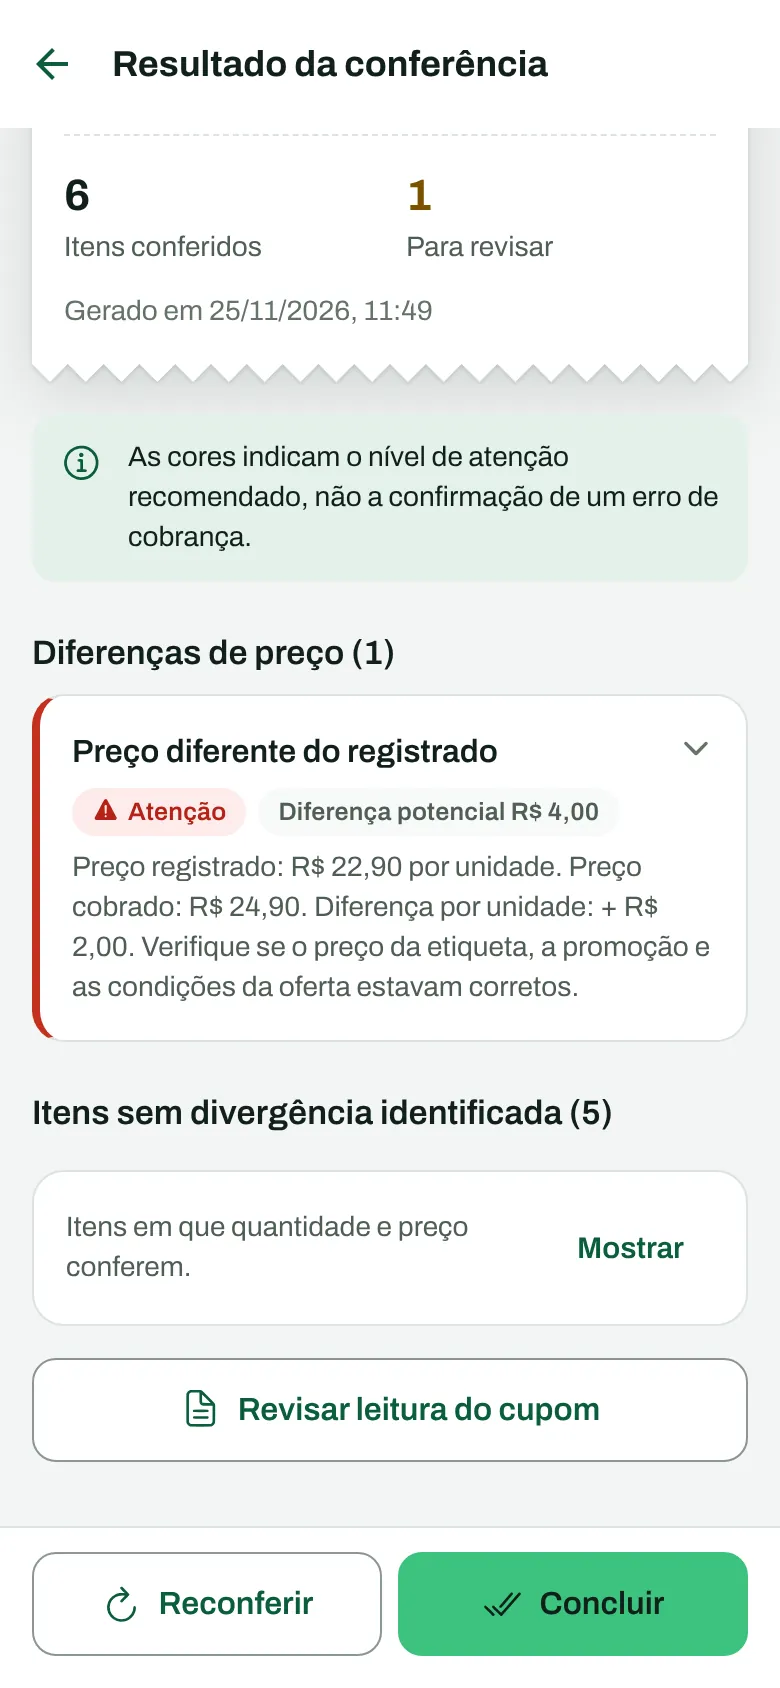 Resultado da conferência
6
Itens conferidos
1
Para revisar
Gerado em 25/11/2026, 11:49
As cores indicam o nível de atenção
recomendado, não a confirmação de um erro de
cobrança.
Diferenças de preço (1)
Preço diferente do registrado
Atenção
Diferença potencial R$ 4,00
Preço registrado: R$ 22,90 por unidade. Preço
cobrado: R$ 24,90. Diferença por unidade: + R$
2,00. Verifique se o preço da etiqueta, a promoção e
as condições da oferta estavam corretos.
Itens sem divergência identificada (5)
Itens em que quantidade e preço
conferem.
Mostrar
Revisar leitura do cupom
Reconferir
Concluir